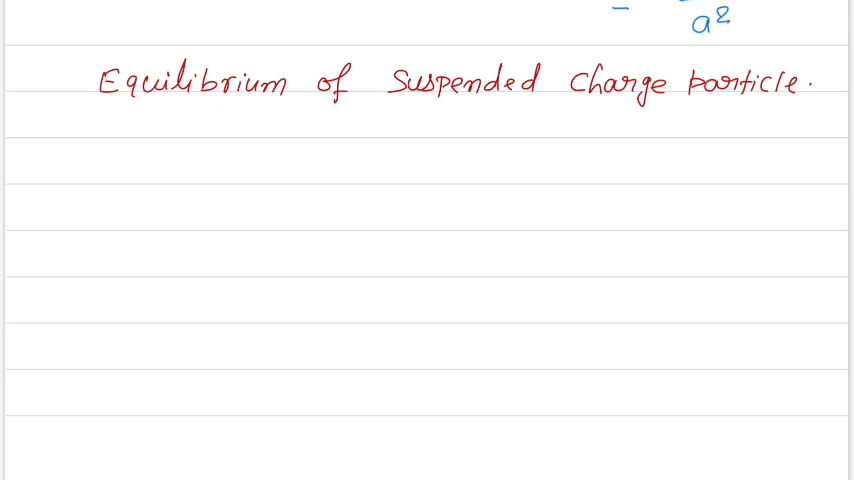 = a²
Equilibrium of suspended charge particle.